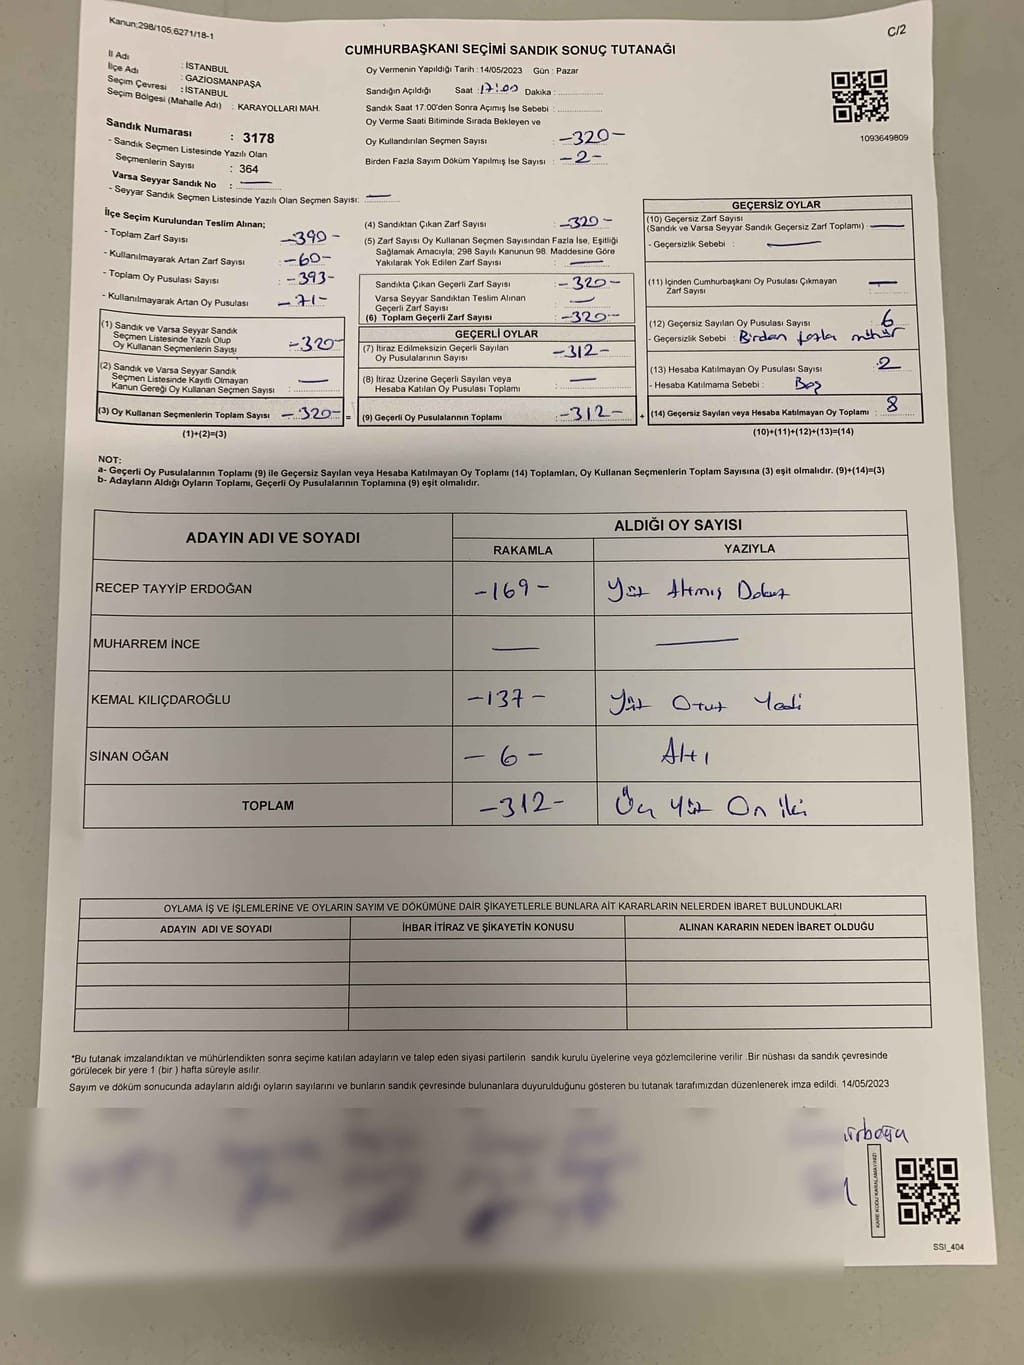 Kanun:298/105,6271/18-1
C/2
CUMHURBAŞKANI SEÇİMİ SANDIK SONUÇ TUTANAĞI
İl Adı : İSTANBUL
İlçe Adı : GAZİOSMANPAŞA
Seçim Çevresi : İSTANBUL
Seçim Bölgesi (Mahalle Adı) : KARAYOLLARI MAH.
Sandık Numarası : 3178
- Sandık Seçmen Listesinde Yazılı Olan
Seçmenlerin Sayısı : 364
Varsa Seyyar Sandık No : —
- Seyyar Sandık Seçmen Listesinde Yazılı Olan Seçmen Sayısı: —
Oy Vermenin Yapıldığı Tarih : 14/05/2023 Gün : Pazar
Sandığın Açıldığı Saat : 17:00 Dakika :
Sandık Saat 17.00'den Sonra Açımış İse Sebebi :
Oy Verme Saati Bitiminde Sırada Bekleyen ve
Oy Kullandırılan Seçmen Sayısı : -320-
Birden Fazla Sayım Döküm Yapılmış İse Sayısı : -2-
1093649809
İlçe Seçim Kurulundan Teslim Alınan;
- Toplam Zarf Sayısı -390-
- Kullanılmayarak Artan Zarf Sayısı -60-
- Toplam Oy Pusulası Sayısı -393-
- Kullanılmayarak Artan Oy Pusulası -71-
(1) Sandık ve Varsa Seyyar Sandık
Seçmen Listesinde Yazılı Olup
Oy Kullanan Seçmenlerin Sayısı -320-
(2) Sandık ve Varsa Seyyar Sandık
Seçmen Listesinde Kayıtlı Olmayan
Kanun Gereği Oy Kullanan Seçmen Sayısı : —
(3) Oy Kullanan Seçmenlerin Toplam Sayısı -320- =
(1)+(2)=(3)
(4) Sandıktan Çıkan Zarf Sayısı : -320-
(5) Zarf Sayısı Oy Kullanan Seçmen Sayısından Fazla İse, Eşitliği
Sağlamak Amacıyla, 298 Sayılı Kanunun 98. Maddesine Göre
Yakılarak Yok Edilen Zarf Sayısı : —
Sandıkta Çıkan Geçerli Zarf Sayısı : -320-
Varsa Seyyar Sandıktan Teslim Alınan
Geçerli Zarf Sayısı : —
(6) Toplam Geçerli Zarf Sayısı : -320-
GEÇERLİ OYLAR
(7) İtiraz Edilmeksizin Geçerli Sayılan
Oy Pusulalarının Sayısı : -312-
(8) İtiraz Üzerine Geçerli Sayılan veya
Hesaba Katılan Oy Pusulası Toplamı : —
(9) Geçerli Oy Pusulalarının Toplamı : -312- +
GEÇERSİZ OYLAR
(10) Geçersiz Zarf Sayısı
(Sandık ve Varsa Seyyar Sandık Geçersiz Zarf Toplamı) : —
- Geçersizlik Sebebi : —
(11) İçinden Cumhurbaşkanı Oy Pusulası Çıkmayan
Zarf Sayısı : —
(12) Geçersiz Sayılan Oy Pusulası Sayısı : 6
- Geçersizlik Sebebi : Birden fazla mühür
(13) Hesaba Katılmayan Oy Pusulası Sayısı : 2
- Hesaba Katılmama Sebebi : Boş
(14) Geçersiz Sayılan veya Hesaba Katılmayan Oy Toplamı : 8
(10)+(11)+(12)+(13)=(14)
NOT:
a- Geçerli Oy Pusulalarının Toplamı (9) ile Geçersiz Sayılan veya Hesaba Katılmayan Oy Toplamı (14) Toplamları, Oy Kullanan Seçmenlerin Toplam Sayısına (3) eşit olmalıdır. (9)+(14)=(3)
b- Adayların Aldığı Oyların Toplamı, Geçerli Oy Pusulalarının Toplamına (9) eşit olmalıdır.
ADAYIN ADI VE SOYADI
ALDIĞI OY SAYISI
RAKAMLA YAZIYLA
RECEP TAYYİP ERDOĞAN -169- Yüz Atmış Dokuz
MUHARREM İNCE — —
KEMAL KILIÇDAROĞLU -137- Yüz Otuz Yedi
SİNAN OĞAN -6- Altı
TOPLAM -312- Üç Yüz On iki
OYLAMA İŞ VE İŞLEMLERİNE VE OYLARIN SAYIM VE DÖKÜMÜNE DAİR ŞİKAYETLERLE BUNLARA AİT KARARLARIN NELERDEN İBARET BULUNDUKLARI
ADAYIN ADI VE SOYADI İHBAR İTİRAZ VE ŞİKAYETİN KONUSU ALINAN KARARIN NEDEN İBARET OLDUĞU
*Bu tutanak imzalandıktan ve mühürlendikten sonra seçime katılan adayların ve talep eden siyasi partilerin sandık kurulu üyelerine veya gözlemcilerine verilir .Bir nüshası da sandık çevresinde
görülecek bir yere 1 (bir ) hafta süreyle asılır.
Sayım ve döküm sonucunda adayların aldığı oyların sayılarını ve bunların sandık çevresinde bulunanlara duyurulduğunu gösteren bu tutanak tarafımızdan düzenlenerek imza edildi. 14/05/2023
KARE KODU KARALAMAYINIZ!
SSI_404